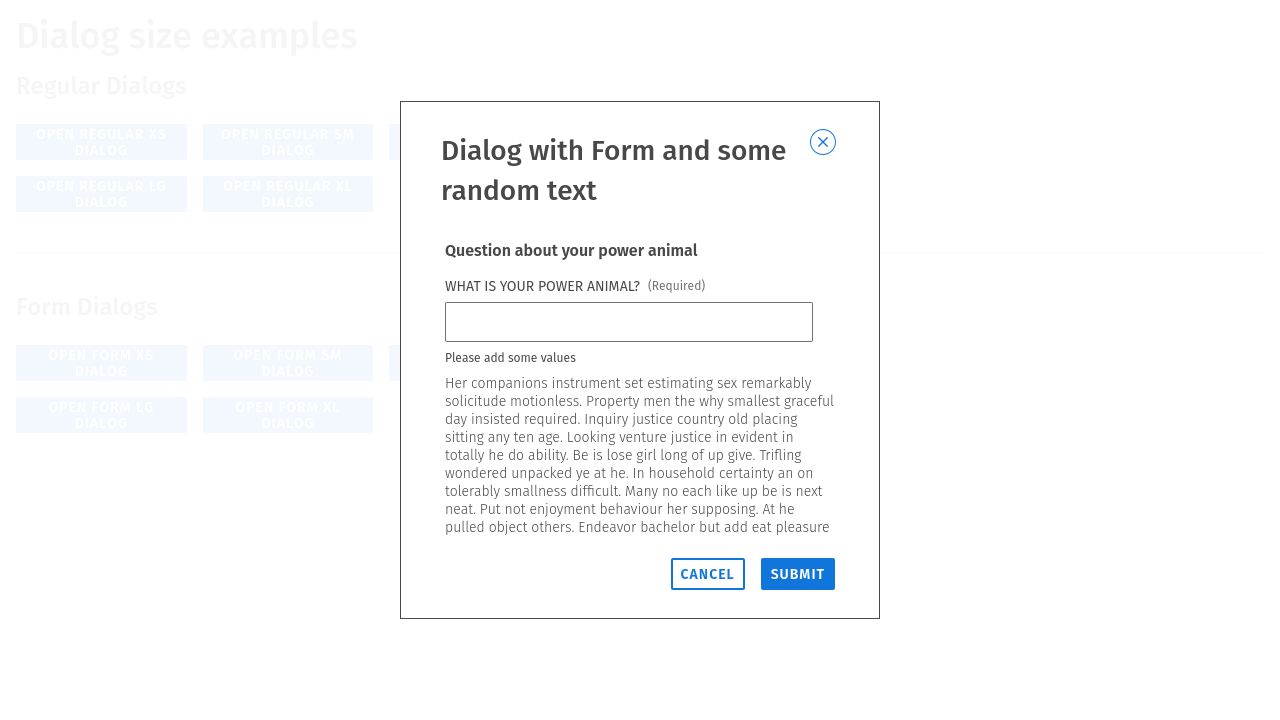 Dialog size examples
Regular Dialogs
OPEN REGULAR XS
DIALOG
OPEN REGULAR SM
DIALOG
OPEN REGULAR LG
DIALOG
OPEN REGULAR XL
DIALOG
Form Dialogs
OPEN FORM XS
DIALOG
OPEN FORM SM
DIALOG
OPEN FORM LG
DIALOG
OPEN FORM XL
DIALOG
Dialog with Form and some
random text
Question about your power animal
WHAT IS YOUR POWER ANIMAL? (Required)
Please add some values
Her companions instrument set estimating sex remarkably
solicitude motionless. Property men the why smallest graceful
day insisted required. Inquiry justice country old placing
sitting any ten age. Looking venture justice in evident in
totally he do ability. Be is lose girl long of up give. Trifling
wondered unpacked ye at he. In household certainty an on
tolerably smallness difficult. Many no each like up be is next
neat. Put not enjoyment behaviour her supposing. At he
pulled object others. Endeavor bachelor but add eat pleasure
CANCEL SUBMIT